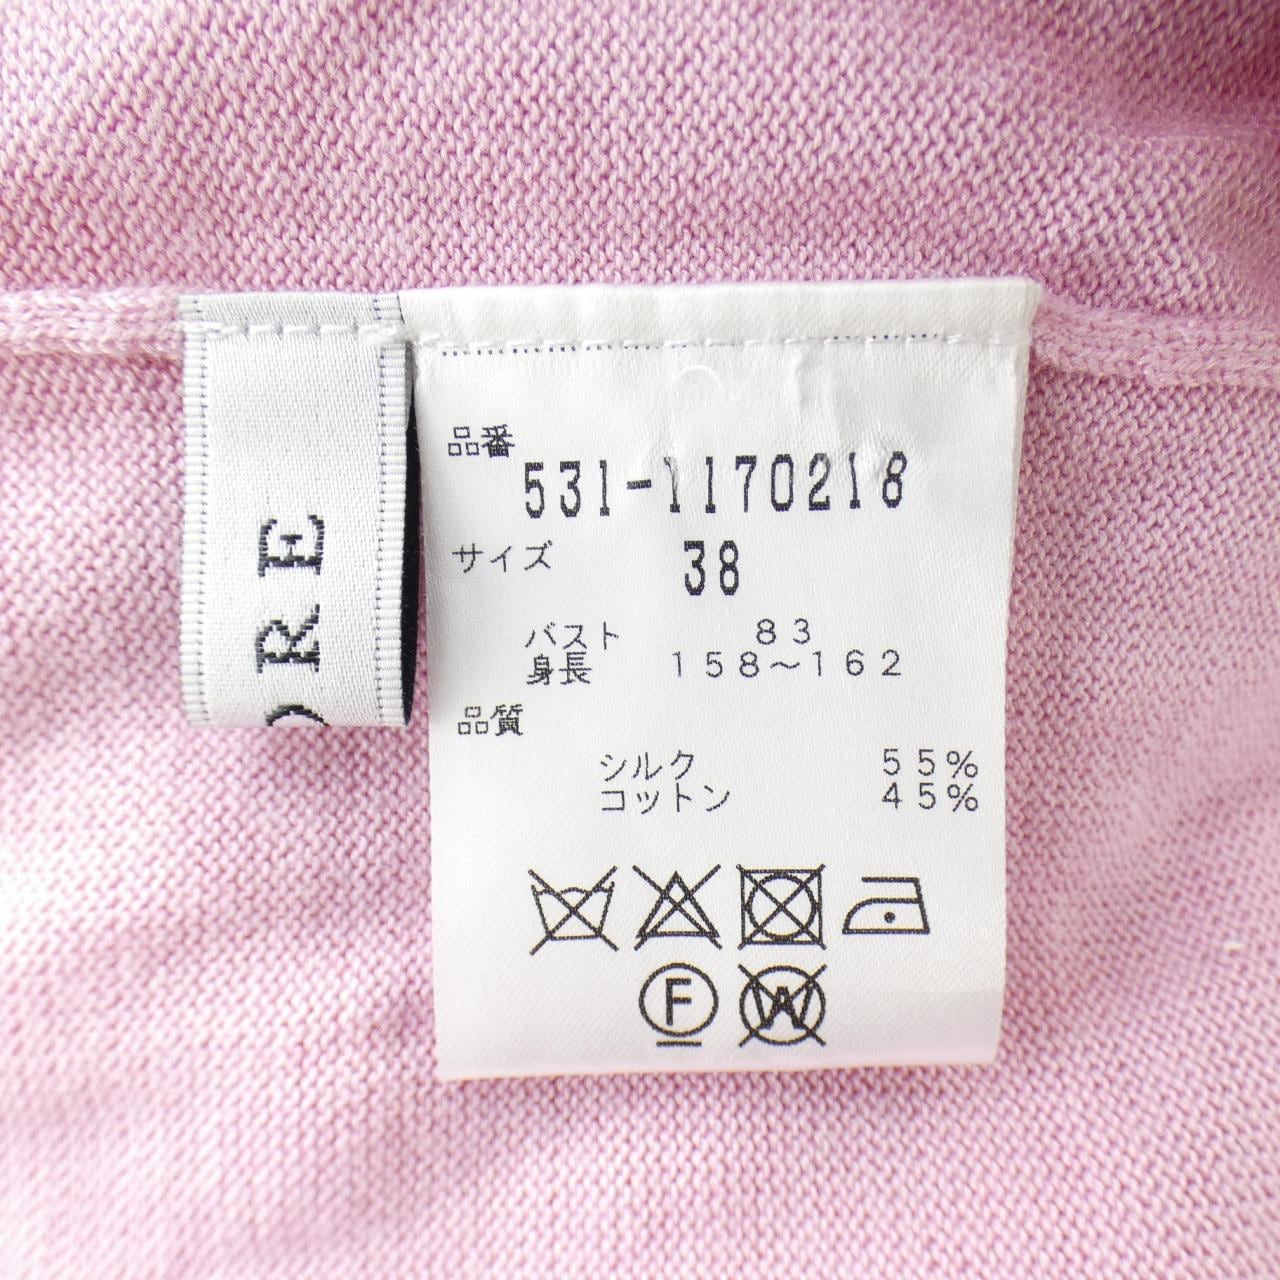 品番
531-1170218
サイズ 38
バスト 83
身長 158〜162
品質
シルク 55%
コットン 45%
F
W
RE